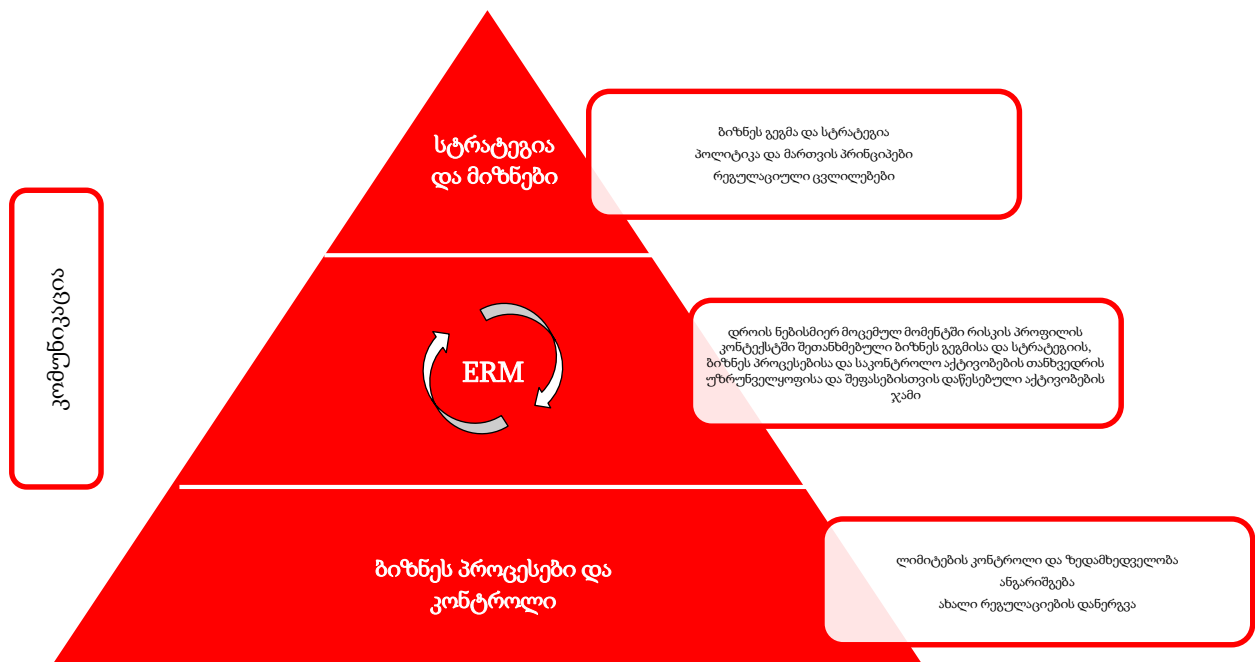 სტრატეგია
და მიზნები
ბიზნეს გეგმა და სტრატეგია
პოლიტიკა და მართვის პრინციპები
რეგულაციული ცვლილებები
კომუნიკაცია
ERM
დროის ნებისმიერ მოცემულ მომენტში რისკის პროფილის
კონტექსტში შეთანხმებული ბიზნეს გეგმისა და სტრატეგიის,
ბიზნეს პროცესებისა და საკონტროლო აქტივობების თანხვედრის
უზრუნველყოფისა და შეფასებისთვის დაწესებული აქტივობების
ჯამი
ბიზნეს პროცესები და
კონტროლი
ლიმიტების კონტროლი და ზედამხედველობა
ანგარიშგება
ახალი რეგულაციების დანერგვა